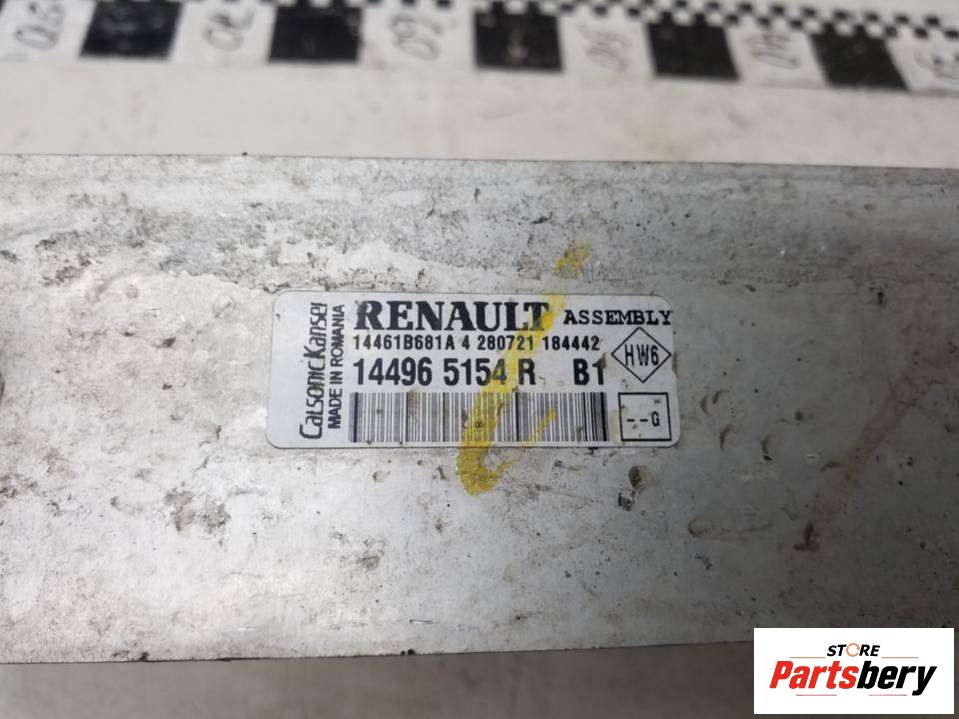 CalsonicKansei
MADE IN ROMANIA
RENAULT ASSEMBLY
14461B681A 4 280721 184442
14496 5154 R B1
HW6
--G
STORE
Partsbery